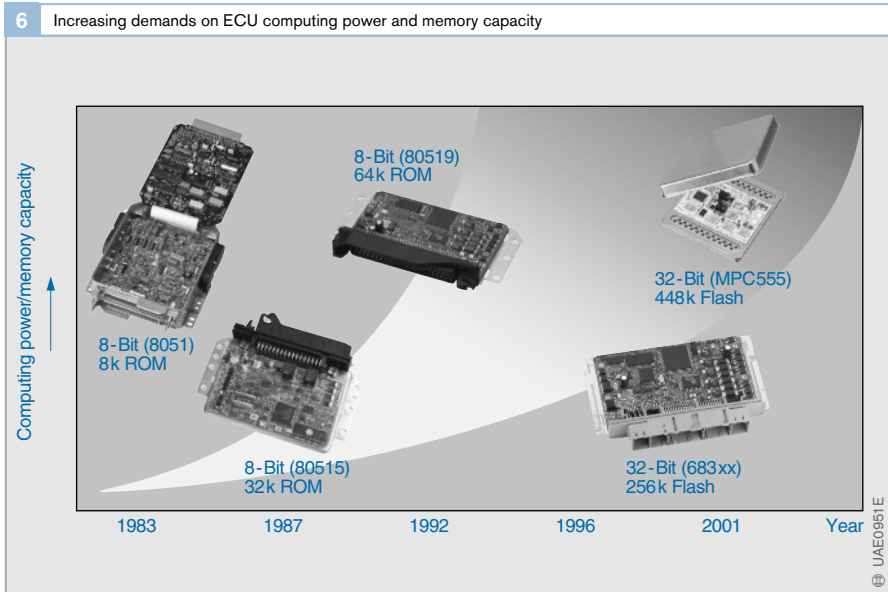 6 Increasing demands on ECU computing power and memory capacity
Computing power/memory capacity
8-Bit (8051)
8k ROM
8-Bit (80515)
32k ROM
8-Bit (80519)
64k ROM
32-Bit (683xx)
256k Flash
32-Bit (MPC555)
448k Flash
1983 1987 1992 1996 2001 Year
UAE0951E